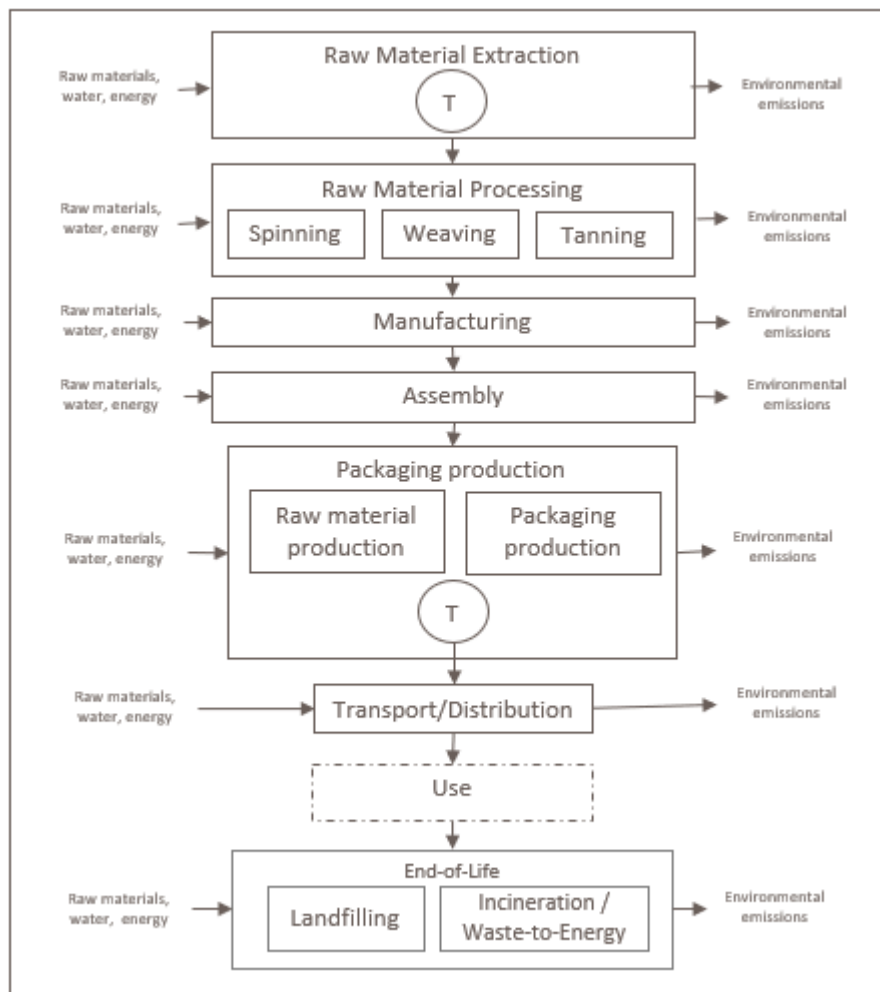 Raw Material Extraction
Raw materials,
water, energy
T
Environmental
emissions
Raw Material Processing
Raw materials,
water, energy
Spinning
Weaving
Tanning
Environmental
emissions
Raw materials,
water, energy
Manufacturing
Environmental
emissions
Raw materials,
water, energy
Assembly
Environmental
emissions
Packaging production
Raw material
production
Packaging
production
Raw materials,
water, energy
Environmental
emissions
T
Raw materials,
water, energy
Transport/Distribution
Environmental
emissions
Use
End-of-Life
Raw materials,
water, energy
Landfilling
Incineration /
Waste-to-Energy
Environmental
emissions